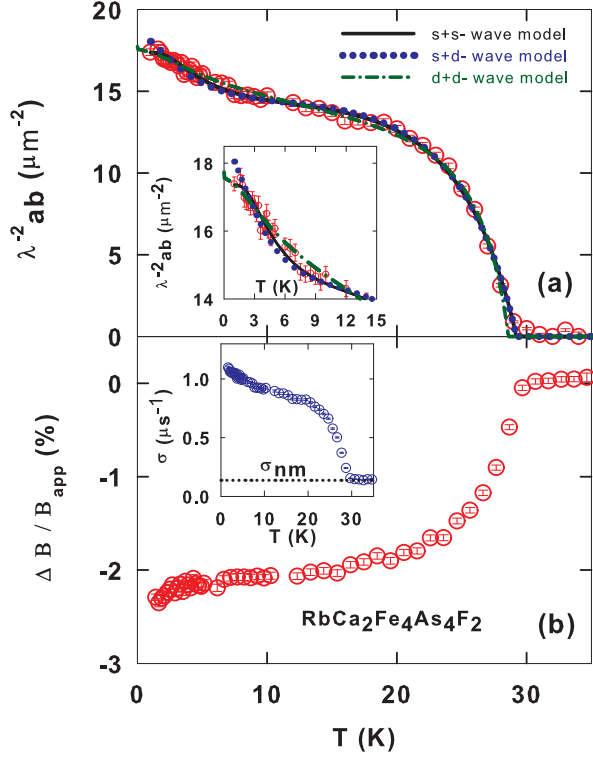 20
s+s- wave model
s+d- wave model
d+d- wave model
15
λ⁻²ab (μm⁻²)
10
5
0
(a)
18
16
14
λ⁻²ab (μm⁻²)
T (K)
0 3 6 9 12 15
0
-1
-2
-3
Δ B / Bapp (%)
1.0
0.5
0.0
σ (μs⁻¹)
σnm
0 10 20 30
T (K)
RbCa₂Fe₄As₄F₂
(b)
0 10 20 30
T (K)